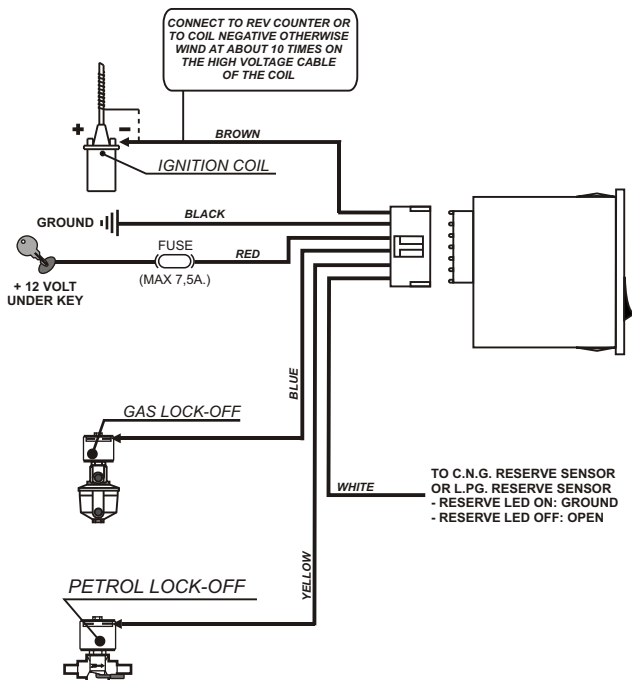 CONNECT TO REV COUNTER OR
TO COIL NEGATIVE OTHERWISE
WIND AT ABOUT 10 TIMES ON
THE HIGH VOLTAGE CABLE
OF THE COIL
+ -
BROWN
IGNITION COIL
GROUND
BLACK
FUSE
RED
(MAX 7,5A.)
+ 12 VOLT
UNDER KEY
BLUE
GAS LOCK-OFF
WHITE
TO C.N.G. RESERVE SENSOR
OR L.PG. RESERVE SENSOR
- RESERVE LED ON: GROUND
- RESERVE LED OFF: OPEN
YELLOW
PETROL LOCK-OFF